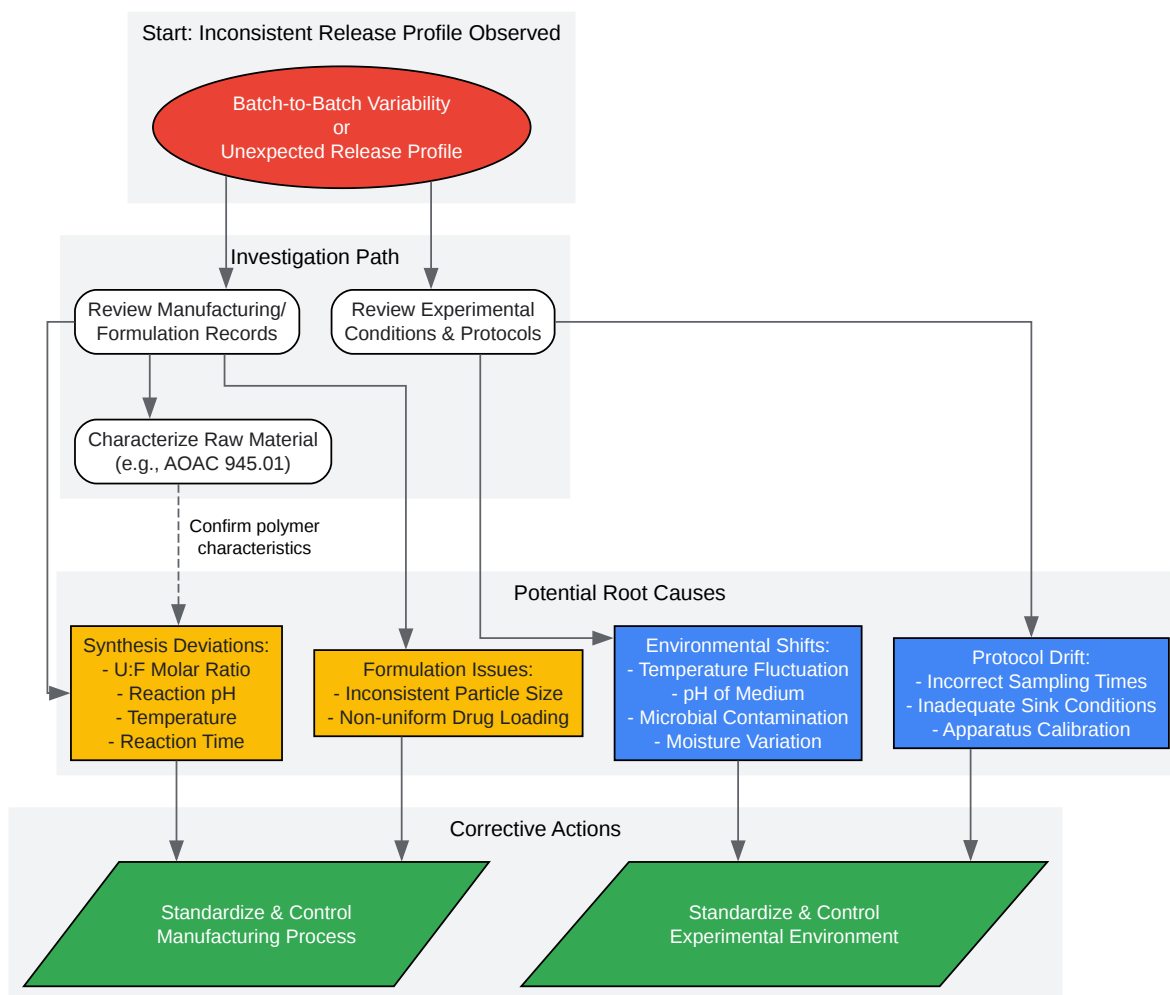 Start: Inconsistent Release Profile Observed
Batch-to-Batch Variability
or
Unexpected Release Profile
Investigation Path
Review Manufacturing/
Formulation Records
Review Experimental
Conditions & Protocols
Characterize Raw Material
(e.g., AOAC 945.01)
Confirm polymer
characteristics
Potential Root Causes
Synthesis Deviations:
- U:F Molar Ratio
- Reaction pH
- Temperature
- Reaction Time
Formulation Issues:
- Inconsistent Particle Size
- Non-uniform Drug Loading
Environmental Shifts:
- Temperature Fluctuation
- pH of Medium
- Microbial Contamination
- Moisture Variation
Protocol Drift:
- Incorrect Sampling Times
- Inadequate Sink Conditions
- Apparatus Calibration
Corrective Actions
Standardize & Control
Manufacturing Process
Standardize & Control
Experimental Environment